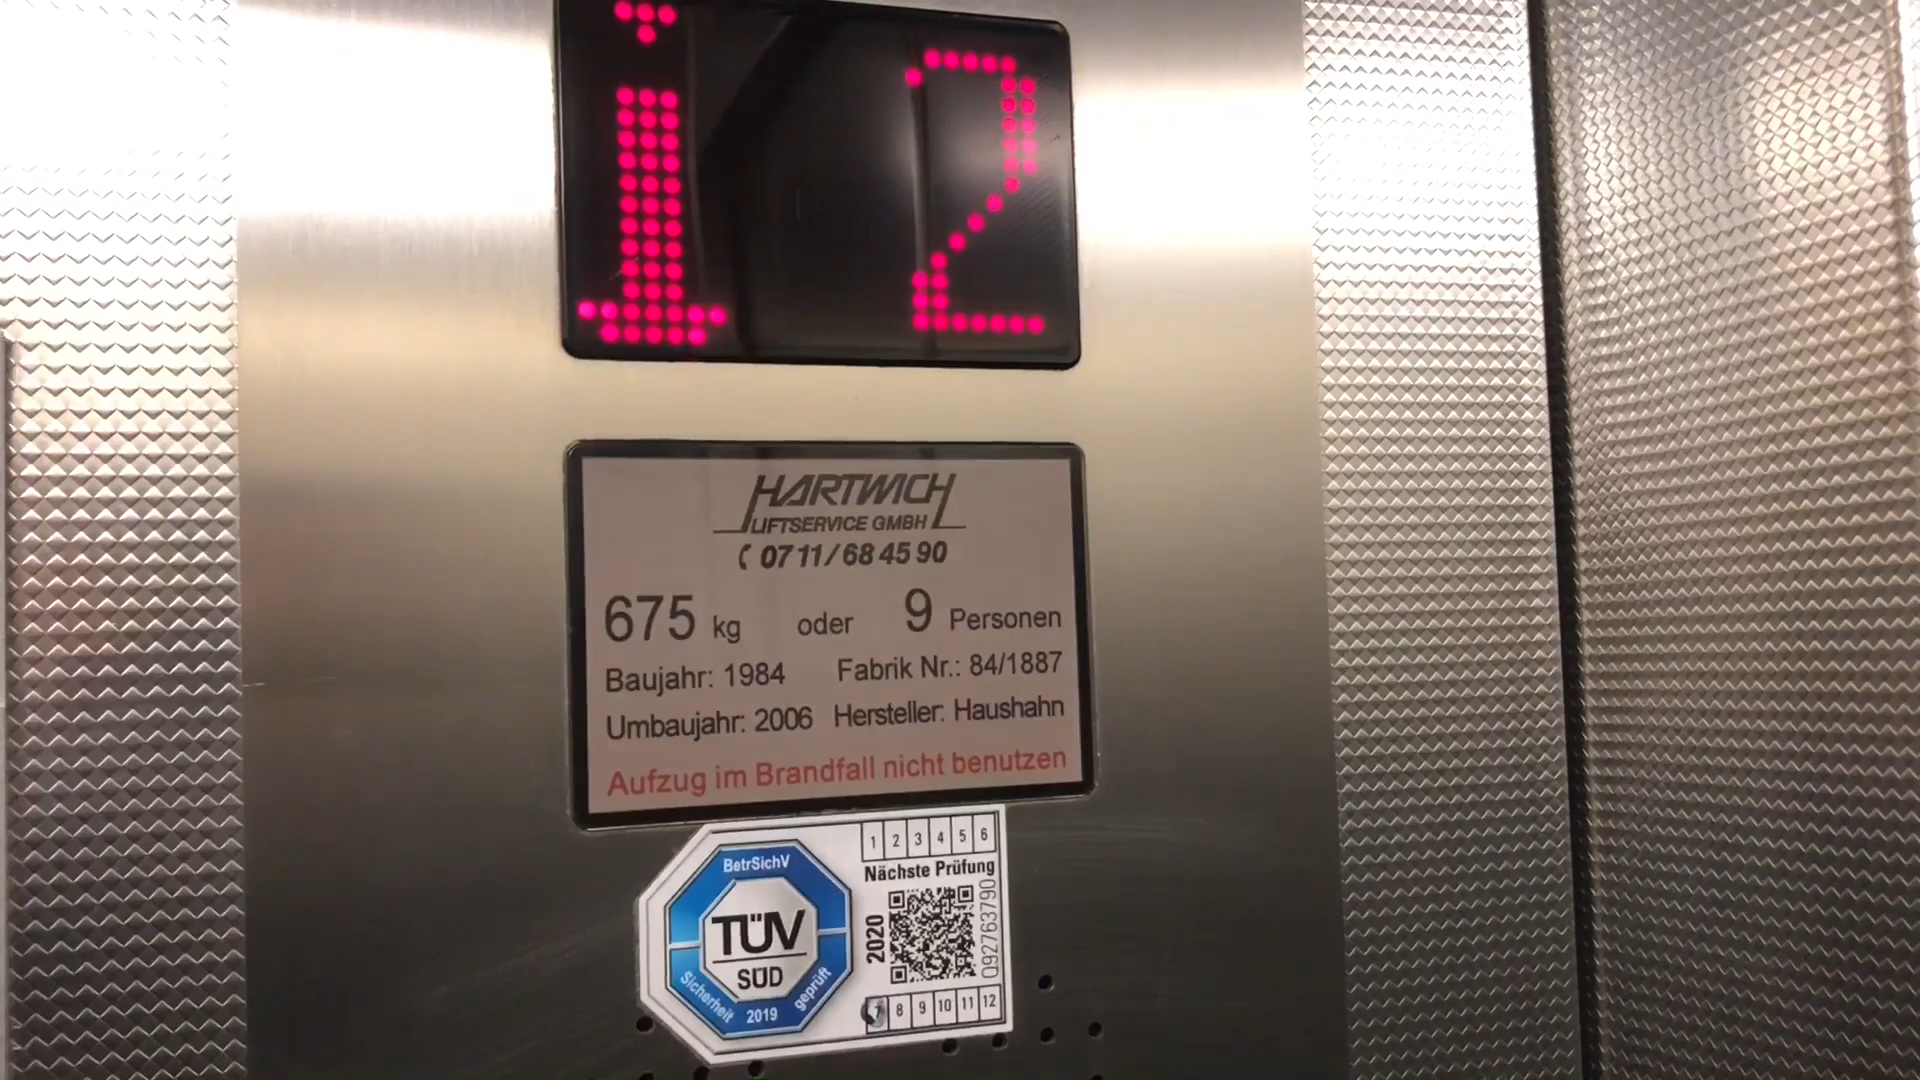 2
HARTWICH
LIFTSERVICE GMBH
07 11 / 68 45 90
675 kg oder 9 Personen
Baujahr: 1984 Fabrik Nr.: 84/1887
Umbaujahr: 2006 Hersteller: Haushahn
Aufzug im Brandfall nicht benutzen
BetrSichV
TÜV
SÜD
Sicherheit geprüft
2019
1 2 3 4 5 6
Nächste Prüfung
2020
092763790
7 8 9 10 11 12